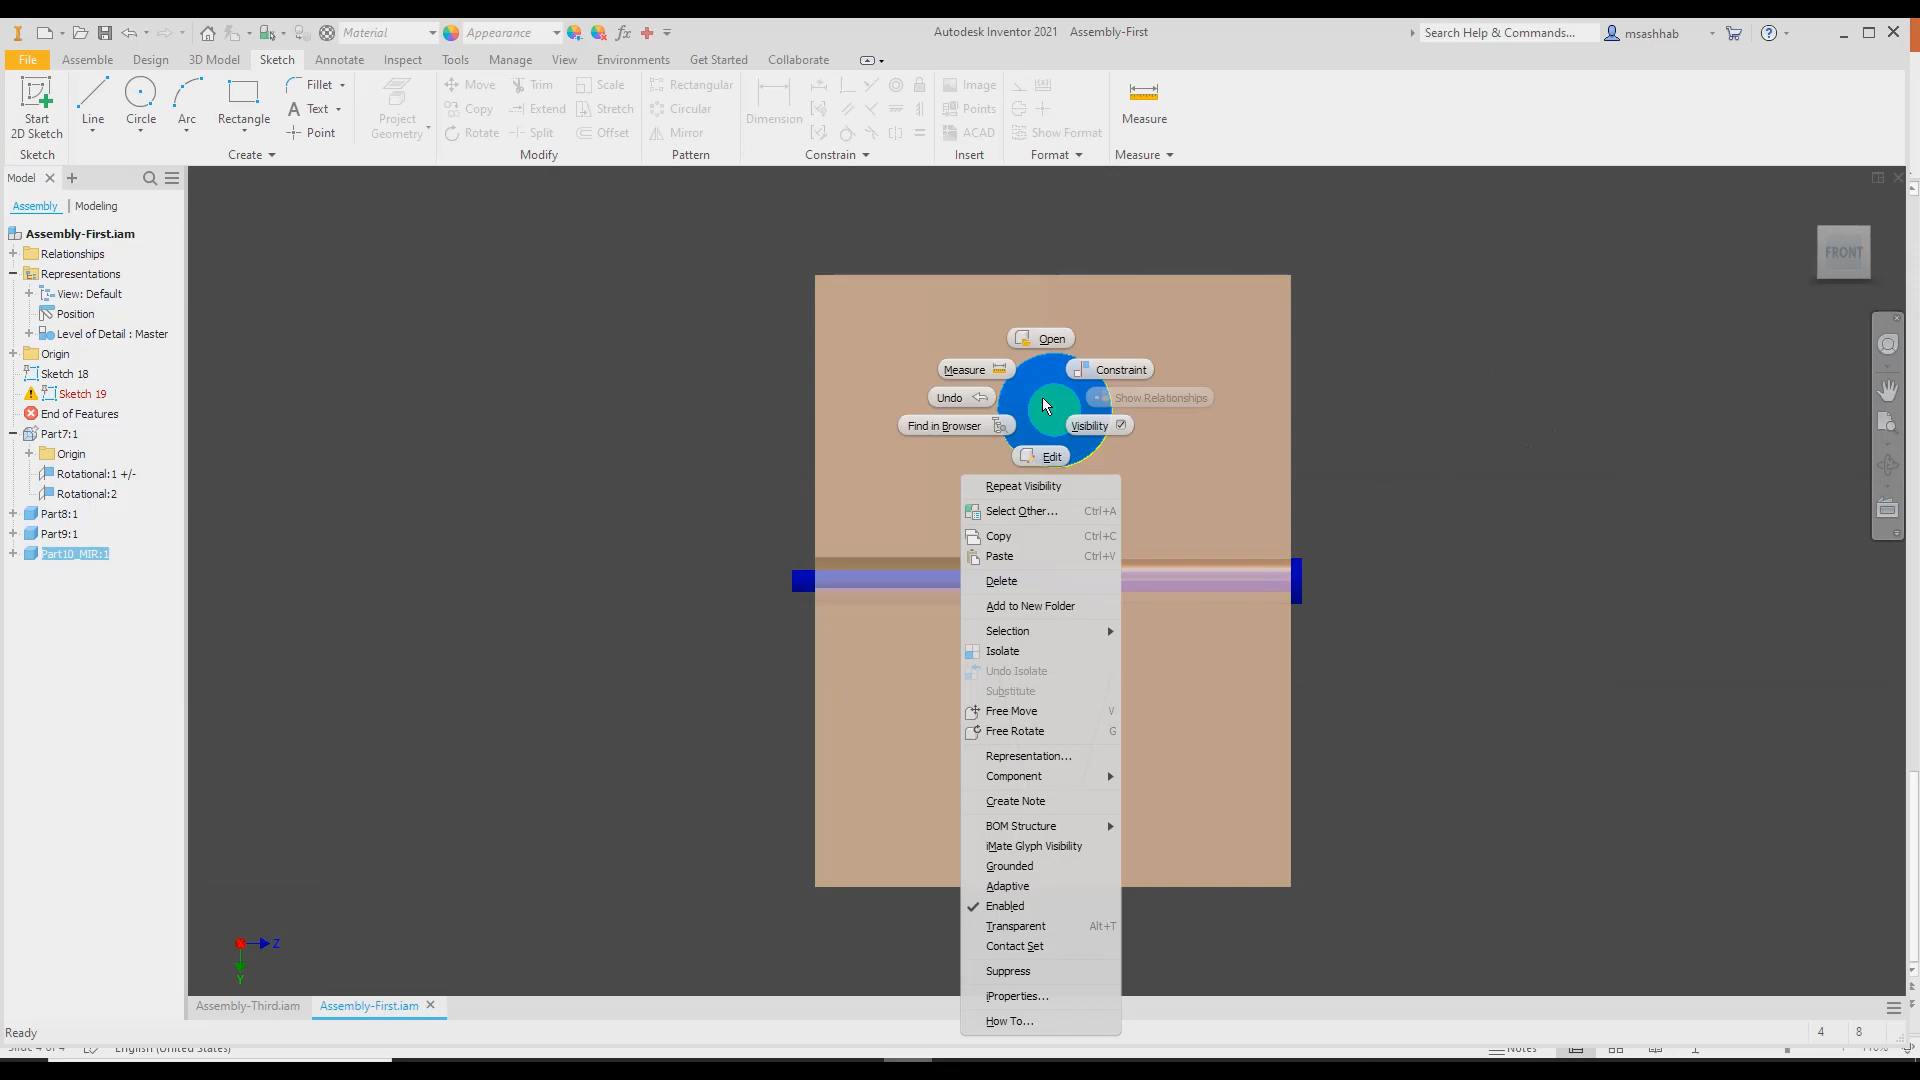 Material
Appearance
Autodesk Inventor 2021 Assembly-First
Search Help & Commands...
msashhab
File Assembly Design 3D Model Sketch Annotate Inspect Tools Manage View Environments Get Started Collaborate
Start
2D Sketch
Line
Circle
Arc
Rectangle
Fillet
Text
Point
Project
Geometry
Move
Copy
Rotate
Trim
Extend
Split
Scale
Stretch
Offset
Rectangular
Circular
Mirror
Dimension
Image
Points
ACAD
Show Format
Measure
Sketch Create Modify Pattern Constrain Insert Format Measure
Model
Assembly Modeling
Assembly-First.iam
Relationships
Representations
View: Default
Position
Level of Detail : Master
Origin
Sketch 18
Sketch 19
End of Features
Part7:1
Origin
Rotational:1 +/-
Rotational:2
Part8:1
Part9:1
Part10_MIR:1
FRONT
Open
Measure
Constraint
Undo
Show Relationships
Find in Browser
Visibility
Edit
Repeat Visibility
Select Other... Ctrl+A
Copy Ctrl+C
Paste Ctrl+V
Delete
Add to New Folder
Selection
Isolate
Undo Isolate
Substitute
Free Move V
Free Rotate G
Representation...
Component
Create Note
BOM Structure
iMate Glyph Visibility
Grounded
Adaptive
Enabled
Transparent Alt+T
Contact Set
Suppress
iProperties...
How To...
Z
Y
Assembly-Third.iam Assembly-First.iam
Ready
4 8
English (United States)
Notes